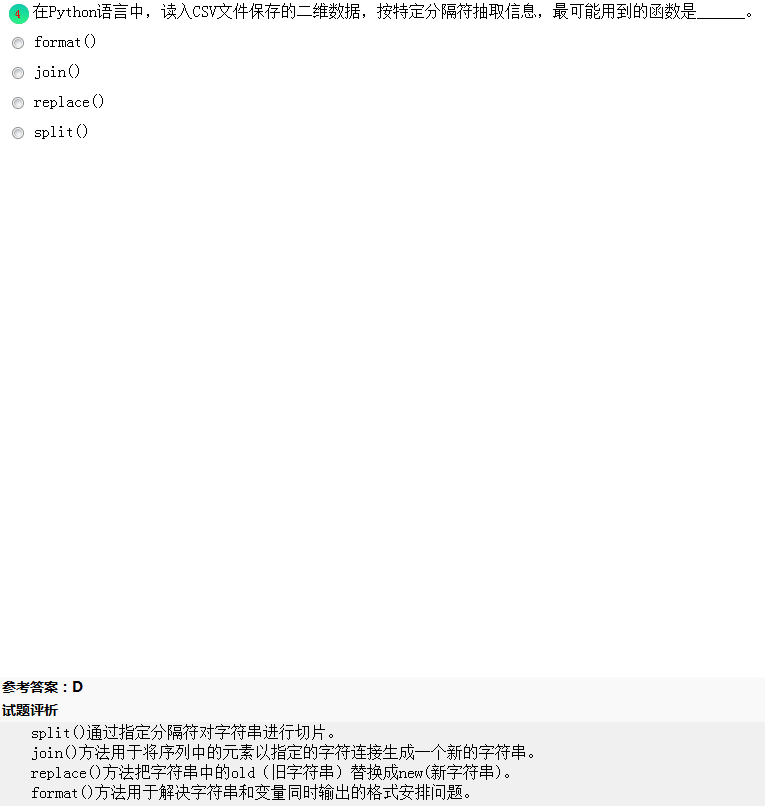 4 在Python语言中，读入CSV文件保存的二维数据，按特定分隔符抽取信息，最可能用到的函数是______。
format()
join()
replace()
split()
参考答案：D
试题评析
split()通过指定分隔符对字符串进行切片。
join()方法用于将序列中的元素以指定的字符连接生成一个新的字符串。
replace()方法把字符串中的old（旧字符串）替换成new(新字符串)。
format()方法用于解决字符串和变量同时输出的格式安排问题。